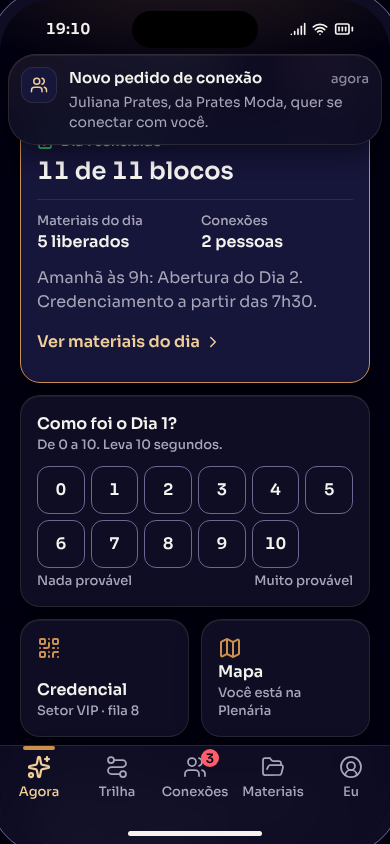 19:10
Novo pedido de conexão
agora
Juliana Prates, da Prates Moda, quer se
conectar com você.
11 de 11 blocos
Materiais do dia
Conexões
5 liberados
2 pessoas
Amanhã às 9h: Abertura do Dia 2.
Credenciamento a partir das 7h30.
Ver materiais do dia
Como foi o Dia 1?
De 0 a 10. Leva 10 segundos.
0 1 2 3 4 5
6 7 8 9 10
Nada provável
Muito provável
Credencial
Setor VIP · fila 8
Mapa
Você está na
Plenária
3
Agora
Trilha
Conexões
Materiais
Eu